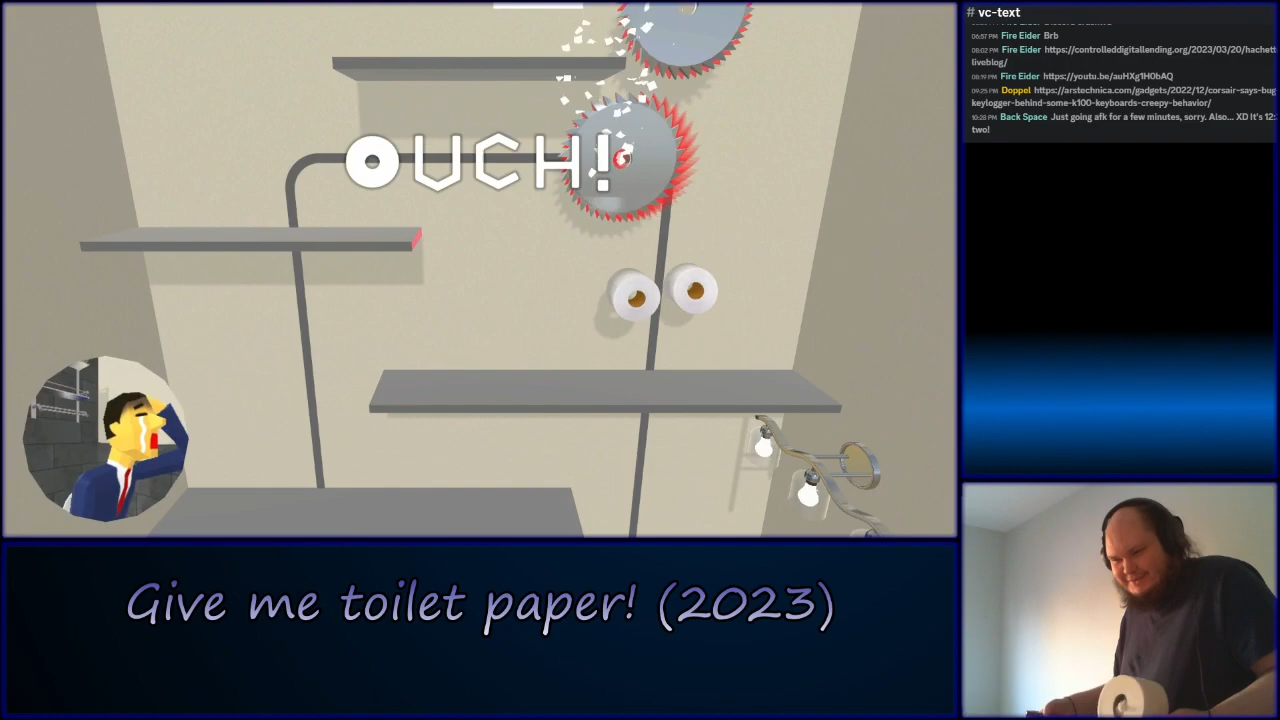 # vc-text
06:57 PM Fire Eider Brb
08:02 PM Fire Eider https://controlleddigitallending.org/2023/03/20/hachett
liveblog/
08:19 PM Fire Eider https://youtu.be/auHXg1H0bAQ
09:25 PM Doppel https://arstechnica.com/gadgets/2022/12/corsair-says-bug
keylogger-behind-some-k100-keyboards-creepy-behavior/
10:28 PM Back Space Just going afk for a few minutes, sorry. Also... XD It's 12:
two!
OUCH!
Give me toilet paper! (2023)